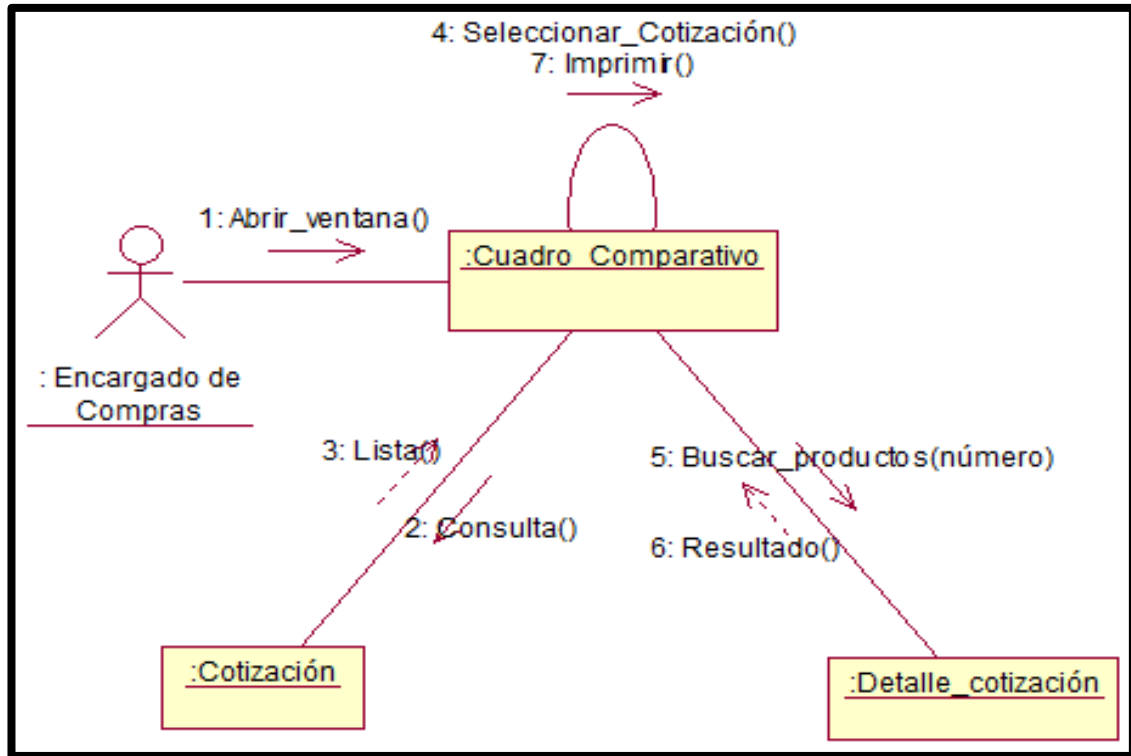 4: Seleccionar_Cotización()
7: Imprimir()
1: Abrir_ventana()
:Cuadro_Comparativo
: Encargado de
Compras
3: Lista()
5: Buscar_productos(número)
2: Consulta()
6: Resultado()
:Cotización
:Detalle_cotización